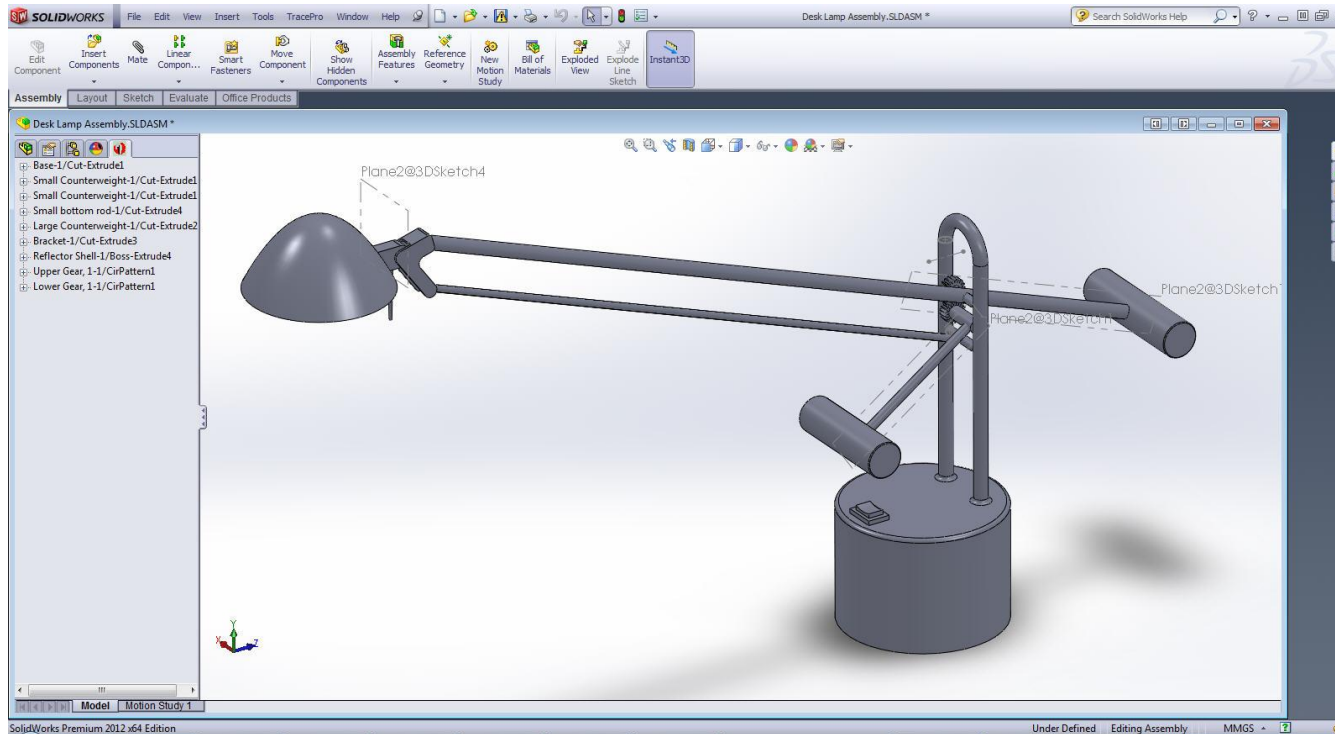 SOLIDWORKS File Edit View Insert Tools TracePro Window Help Desk Lamp Assembly.SLDASM * Search SolidWorks Help
Edit Component
Insert Components
Mate
Linear Compon...
Smart Fasteners
Move Component
Show Hidden Components
Assembly Features
Reference Geometry
New Motion Study
Bill of Materials
Exploded View
Explode Line Sketch
Instant3D
Assembly Layout Sketch Evaluate Office Products
Desk Lamp Assembly.SLDASM *
Base-1/Cut-Extrude1
Small Counterweight-1/Cut-Extrude1
Small Counterweight-1/Cut-Extrude1
Small bottom rod-1/Cut-Extrude4
Large Counterweight-1/Cut-Extrude2
Bracket-1/Cut-Extrude3
Reflector Shell-1/Boss-Extrude4
Upper Gear, 1-1/CirPattern1
Lower Gear, 1-1/CirPattern1
Plane2@3DSketch4
Plane2@3DSketch
Plane2@3DSketch
Y
X
Z
Model Motion Study 1
SolidWorks Premium 2012 x64 Edition Under Defined Editing Assembly MMGS